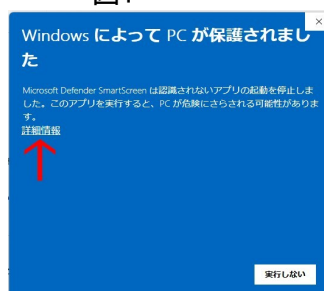 Windows によって PC が保護されまし
た
Microsoft Defender SmartScreen は認識されないアプリの起動を停止しま
した。このアプリを実行すると、PC が危険にさらされる可能性がありま
す。
詳細情報
実行しない